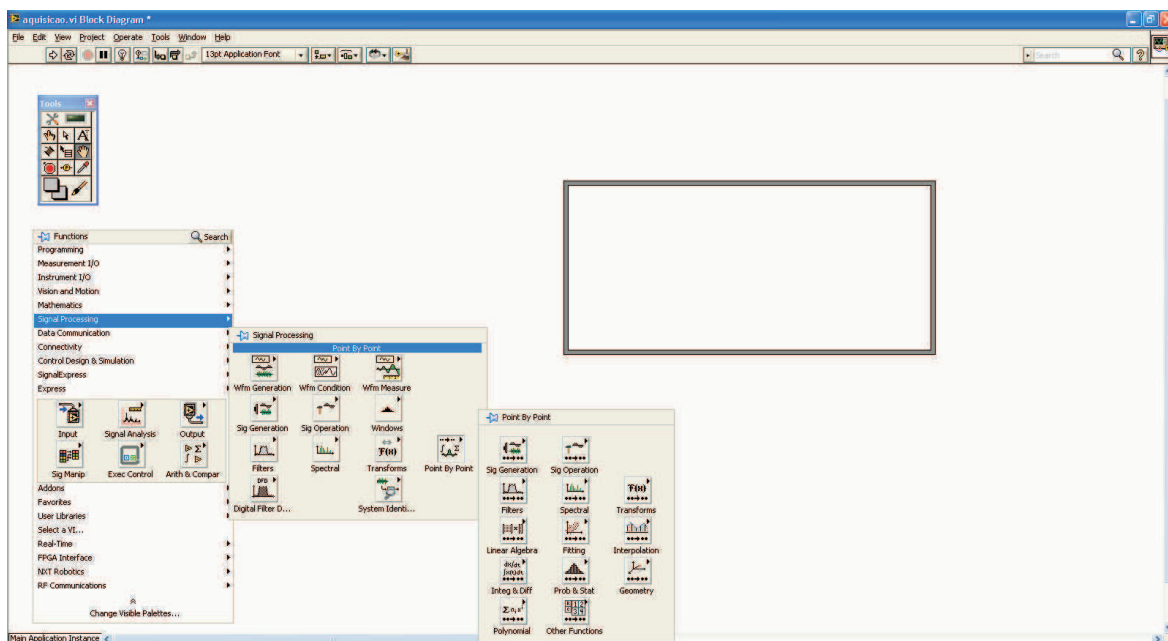 aquisicao.vi Block Diagram *
File Edit View Project Operate Tools Window Help
13pt Application Font
Search
Tools
Functions Search
Programming
Measurement I/O
Instrument I/O
Vision and Motion
Mathematics
Signal Processing
Data Communication
Connectivity
Control Design & Simulation
SignalExpress
Express
Input Signal Analysis Output
Sig Manip Exec Control Arith & Compar
Addons
Favorites
User Libraries
Select a VI...
Real-Time
FPGA Interface
NXT Robotics
RF Communications
Change Visible Palettes...
Signal Processing
Point By Point
Wfm Generation Wfm Condition Wfm Measure
Sig Generation Sig Operation Windows
Filters Spectral Transforms Point By Point
Digital Filter D... System Identi...
Point By Point
Sig Generation Sig Operation
Filters Spectral Transforms
Linear Algebra Fitting Interpolation
Integ & Diff Prob & Stat Geometry
Polynomial Other Functions
Main Application Instance